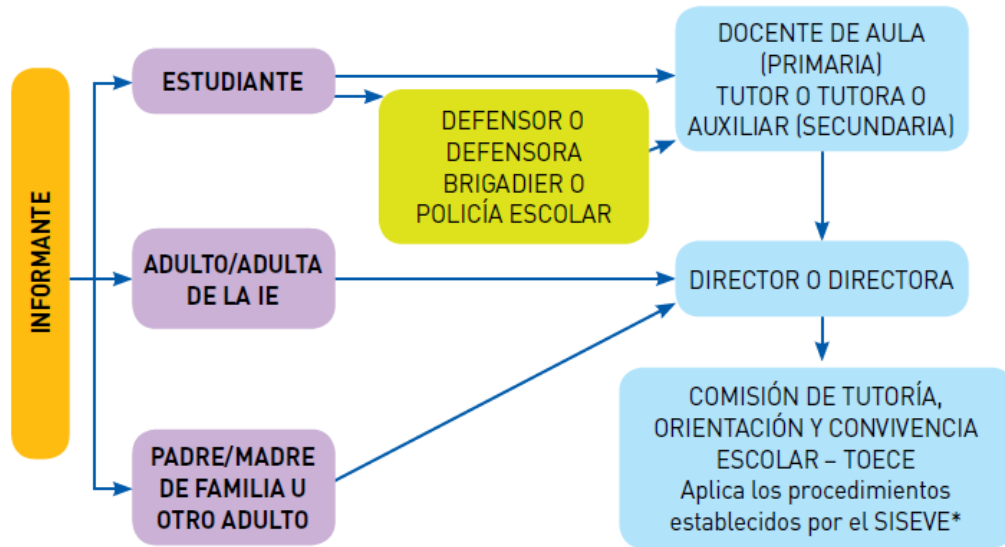 INFORMANTE
ESTUDIANTE
DEFENSOR O
DEFENSORA
BRIGADIER O
POLICÍA ESCOLAR
DOCENTE DE AULA
(PRIMARIA)
TUTOR O TUTORA O
AUXILIAR (SECUNDARIA)
ADULTO/ADULTA
DE LA IE
DIRECTOR O DIRECTORA
PADRE/MADRE
DE FAMILIA U
OTRO ADULTO
COMISIÓN DE TUTORÍA,
ORIENTACIÓN Y CONVIVENCIA
ESCOLAR – TOECE
Aplica los procedimientos
establecidos por el SISEVE*